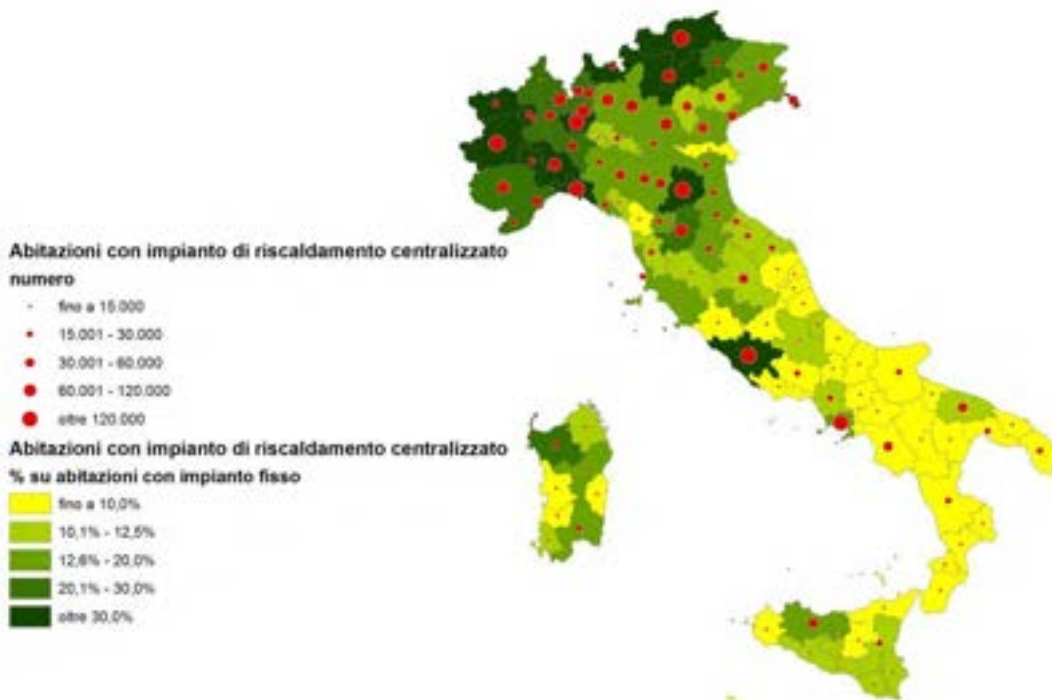 Abitazioni con impianto di riscaldamento centralizzato
numero
fino a 15.000
15.001 - 30.000
30.001 - 60.000
60.001 - 120.000
oltre 120.000
Abitazioni con impianto di riscaldamento centralizzato
% su abitazioni con impianto fisso
fino a 10,0%
10,1% - 12,5%
12,6% - 20,0%
20,1% - 30,0%
oltre 30,0%